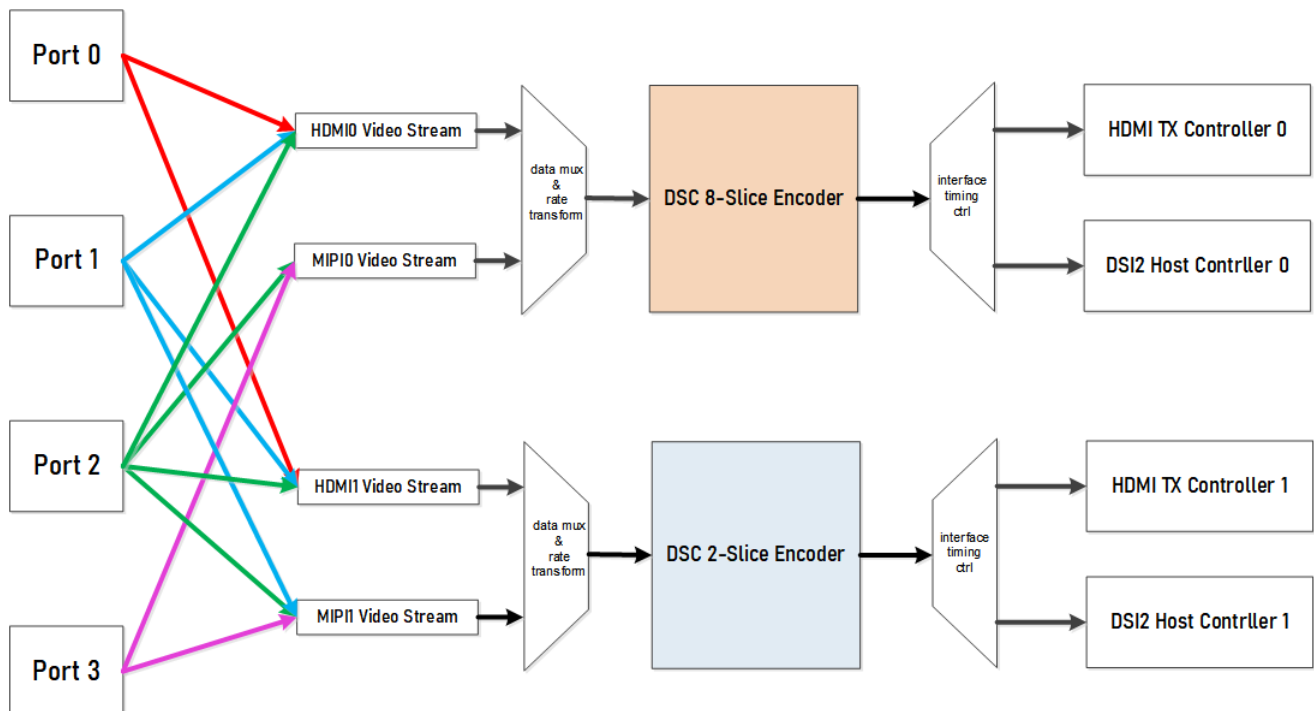 Port 0
Port 1
Port 2
Port 3
HDMI0 Video Stream
MIPI0 Video Stream
HDMI1 Video Stream
MIPI1 Video Stream
data mux
&
rate
transform
DSC 8-Slice Encoder
interface
timing
ctrl
HDMI TX Controller 0
DSI2 Host Contrller 0
data mux
&
rate
transform
DSC 2-Slice Encoder
interface
timing
ctrl
HDMI TX Controller 1
DSI2 Host Contrller 1